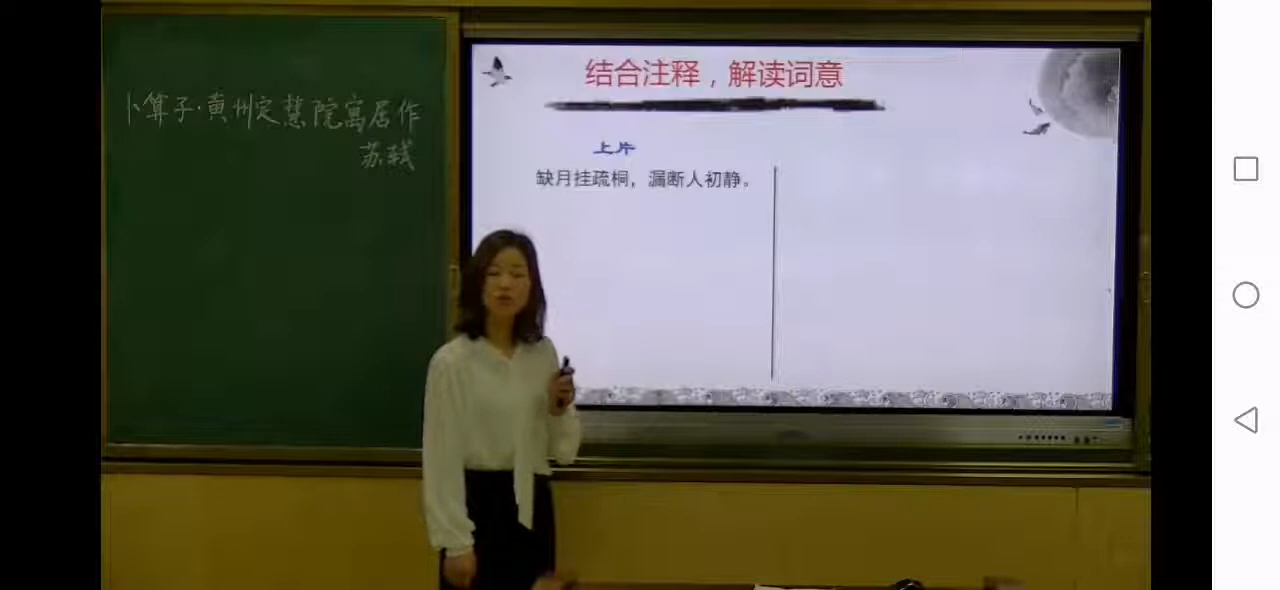 卜算子·黄州定慧院寓居作
苏轼
结合注释，解读词意
上片
缺月挂疏桐，漏断人初静。